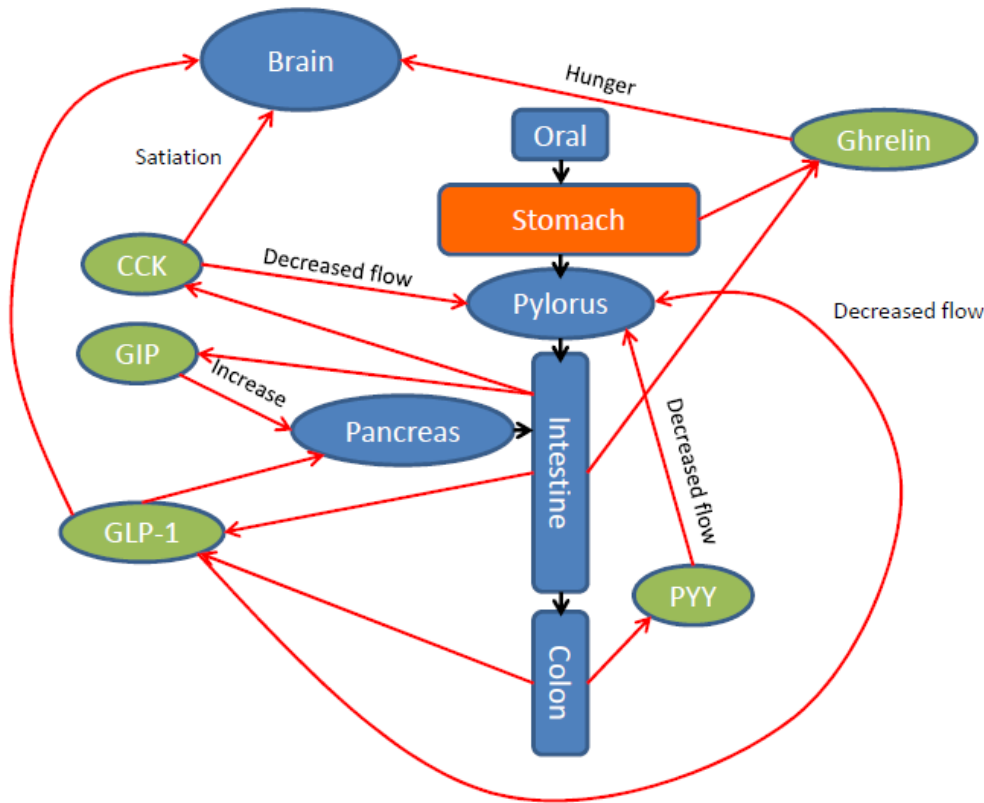 Brain
Hunger
Oral
Ghrelin
Satiation
Stomach
CCK
Decreased flow
Pylorus
Decreased flow
GIP
Increase
Pancreas
Intestine
Decreased flow
GLP-1
PYY
Colon